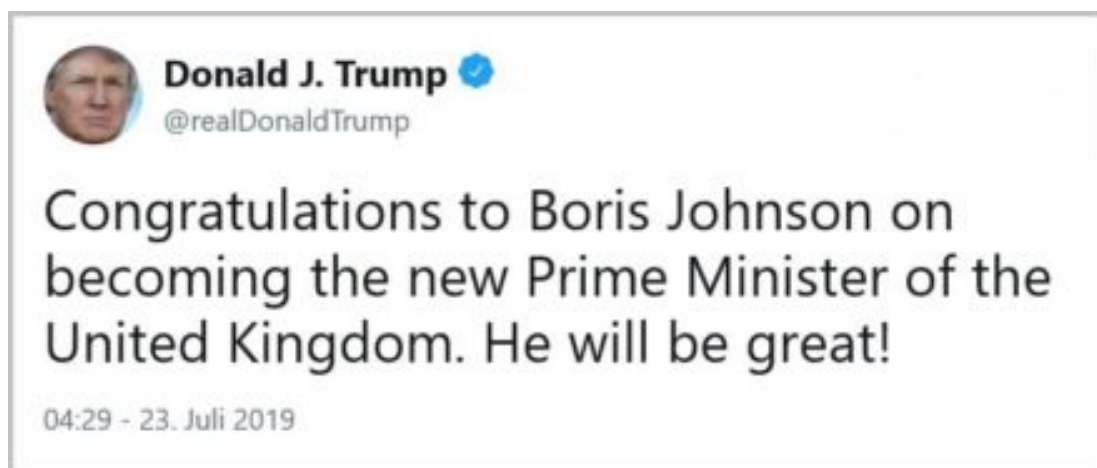 Donald J. Trump
@realDonaldTrump
Congratulations to Boris Johnson on
becoming the new Prime Minister of the
United Kingdom. He will be great!
04:29 - 23. Juli 2019